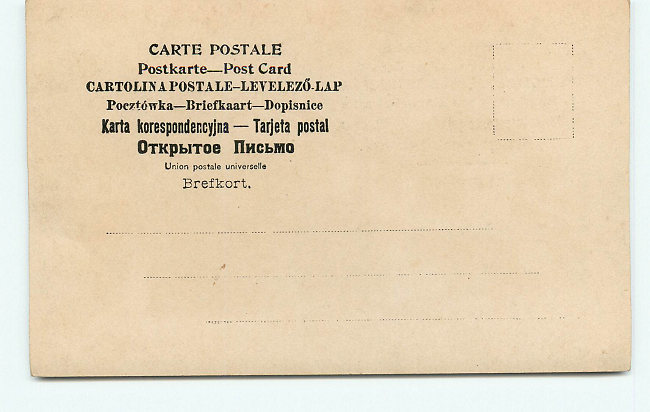 CARTE POSTALE
Postkarte—Post Card
CARTOLINA POSTALE–LEVELEZŐ-LAP
Pocztówka—Briefkaart—Dopisnice
Karta korespondencyjna — Tarjeta postal
Открытое Письмо
Union postale universelle
Brefkort.